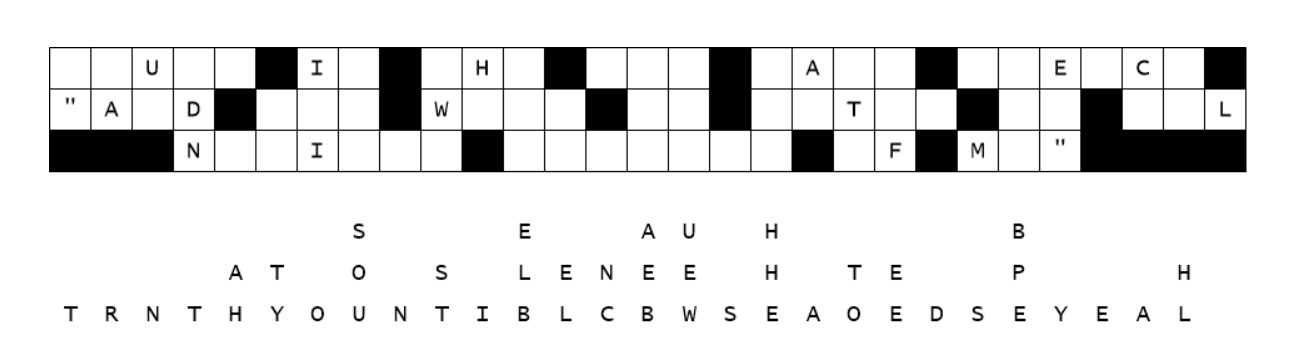 U I H A E C
" A D W T L
N I F M "
S E A U H B
A T O S L E N E E H T E P H
T R N T H Y O U N T I B L C B W S E A O E D S E Y E A L